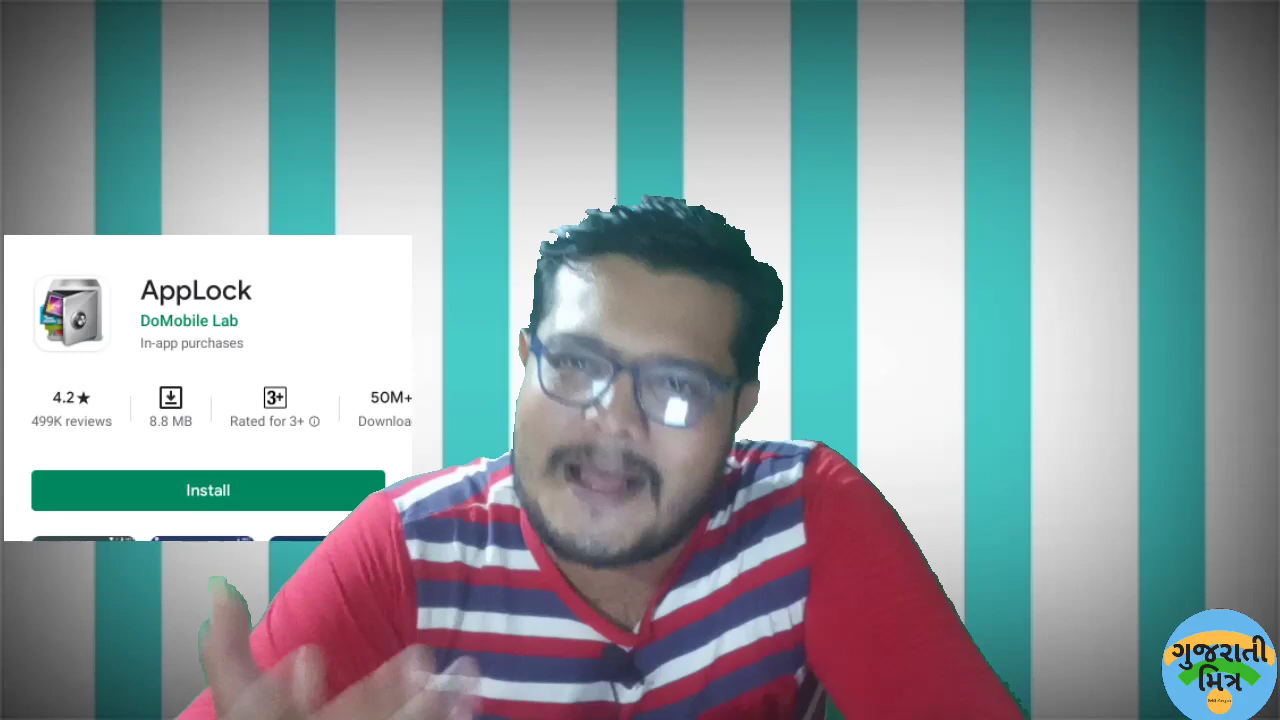 AppLock
DoMobile Lab
In-app purchases
4.2★
499K reviews
8.8 MB
3+
Rated for 3+
50M+
Install
ગુજરાતી
મિત્ર